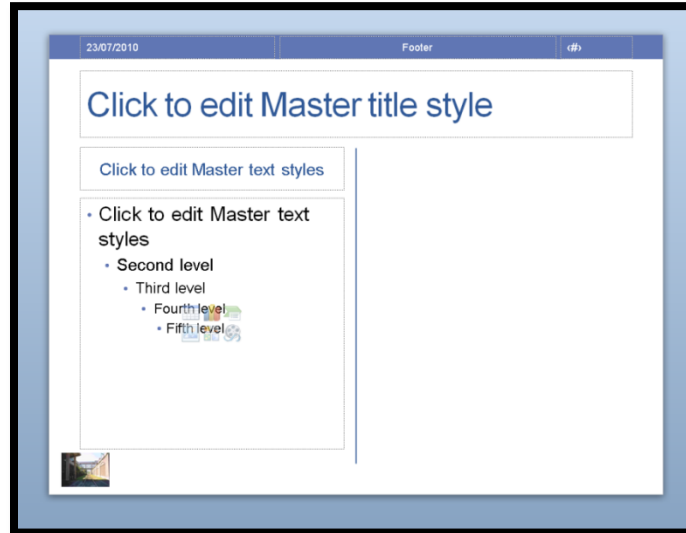 23/07/2010 Footer ‹#›
Click to edit Master title style
Click to edit Master text styles
• Click to edit Master text
styles
• Second level
• Third level
• Fourth level
• Fifth level